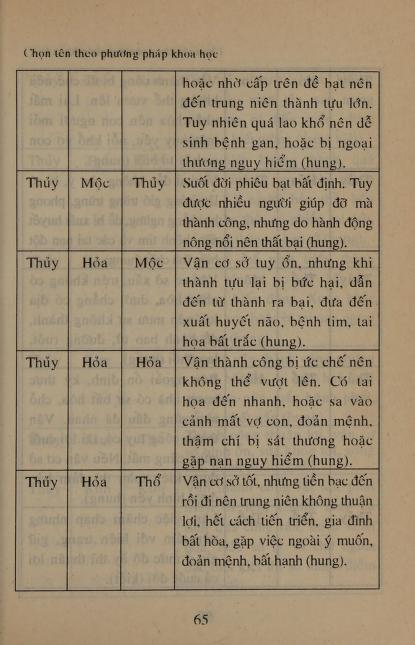 Chọn tên theo phương pháp khoa học
hoặc nhờ cấp trên đề bạt nên
đến trung niên thành tựu lớn.
Tuy nhiên quá lao khổ nên dễ
sinh bệnh gan, hoặc bị ngoại
thương nguy hiểm (hung).
Thủy Mộc Thủy Suốt đời phiêu bạt bất định. Tuy
được nhiều người giúp đỡ mà
thành công, nhưng do hành động
nông nổi nên thất bại (hung).
Thủy Hỏa Mộc Vận cơ sở tuy ổn, nhưng khi
thành tựu lại bị bức hại, dẫn
đến từ thành ra bại, đưa đến
xuất huyết não, bệnh tim, tai
họa bất trắc (hung).
Thủy Hỏa Hỏa Vận thành công bị ức chế nên
không thể vượt lên. Có tai
họa đến nhanh, hoặc sa vào
cảnh mất vợ con, đoản mệnh,
thậm chí bị sát thương hoặc
gặp nạn nguy hiểm (hung).
Thủy Hỏa Thổ Vận cơ sở tốt, nhưng tiền bạc đến
rồi đi nên trung niên không thuận
lợi, hết cách tiến triển, gia đình
bất hòa, gặp việc ngoài ý muốn,
đoản mệnh, bất hạnh (hung).
65